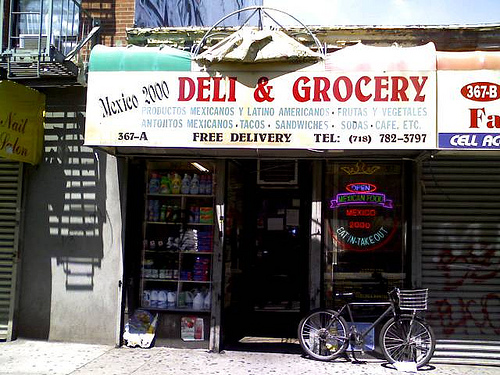 Mexico 2000 DELI & GROCERY
PRODUCTOS MEXICANOS Y LATINO AMERICANOS · FRUTAS Y VEGETALES
ANTOJITOS MEXICANOS · TACOS · SANDWICHES · SODAS · CAFE, ETC.
367-A FREE DELIVERY TEL: (718) 782-3797
367-B
Fa
CELL AC
Nail
Salon
OPEN
MEXICAN FOOD
MEXICO
2000
EAT IN-TAKE OUT